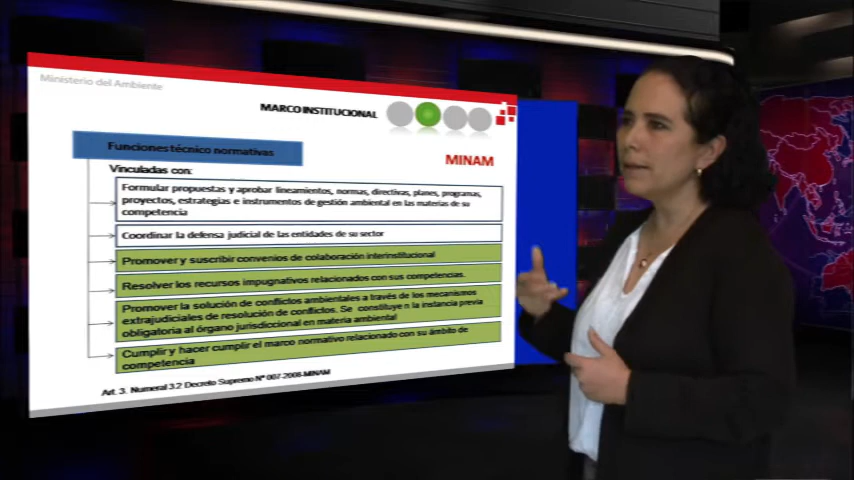 Ministerio del Ambiente
MARCO INSTITUCIONAL
Funciones técnico normativas
MINAM
Vinculadas con:
Formular propuestas y aprobar lineamientos, normas, directivas, planes, programas,
proyectos, estrategias e instrumentos de gestión ambiental en las materias de su
competencia
Coordinar la defensa judicial de las entidades de su sector
Promover y suscribir convenios de colaboración interinstitucional
Resolver los recursos impugnativos relacionados con sus competencias.
Promover la solución de conflictos ambientales a través de los mecanismos
extrajudiciales de resolución de conflictos. Se constituye n la instancia previa
obligatoria al órgano jurisdiccional en materia ambiental
Cumplir y hacer cumplir el marco normativo relacionado con su ámbito de
competencia
Art. 3. Numeral 3.2 Decreto Supremo N° 007-2008-MINAM